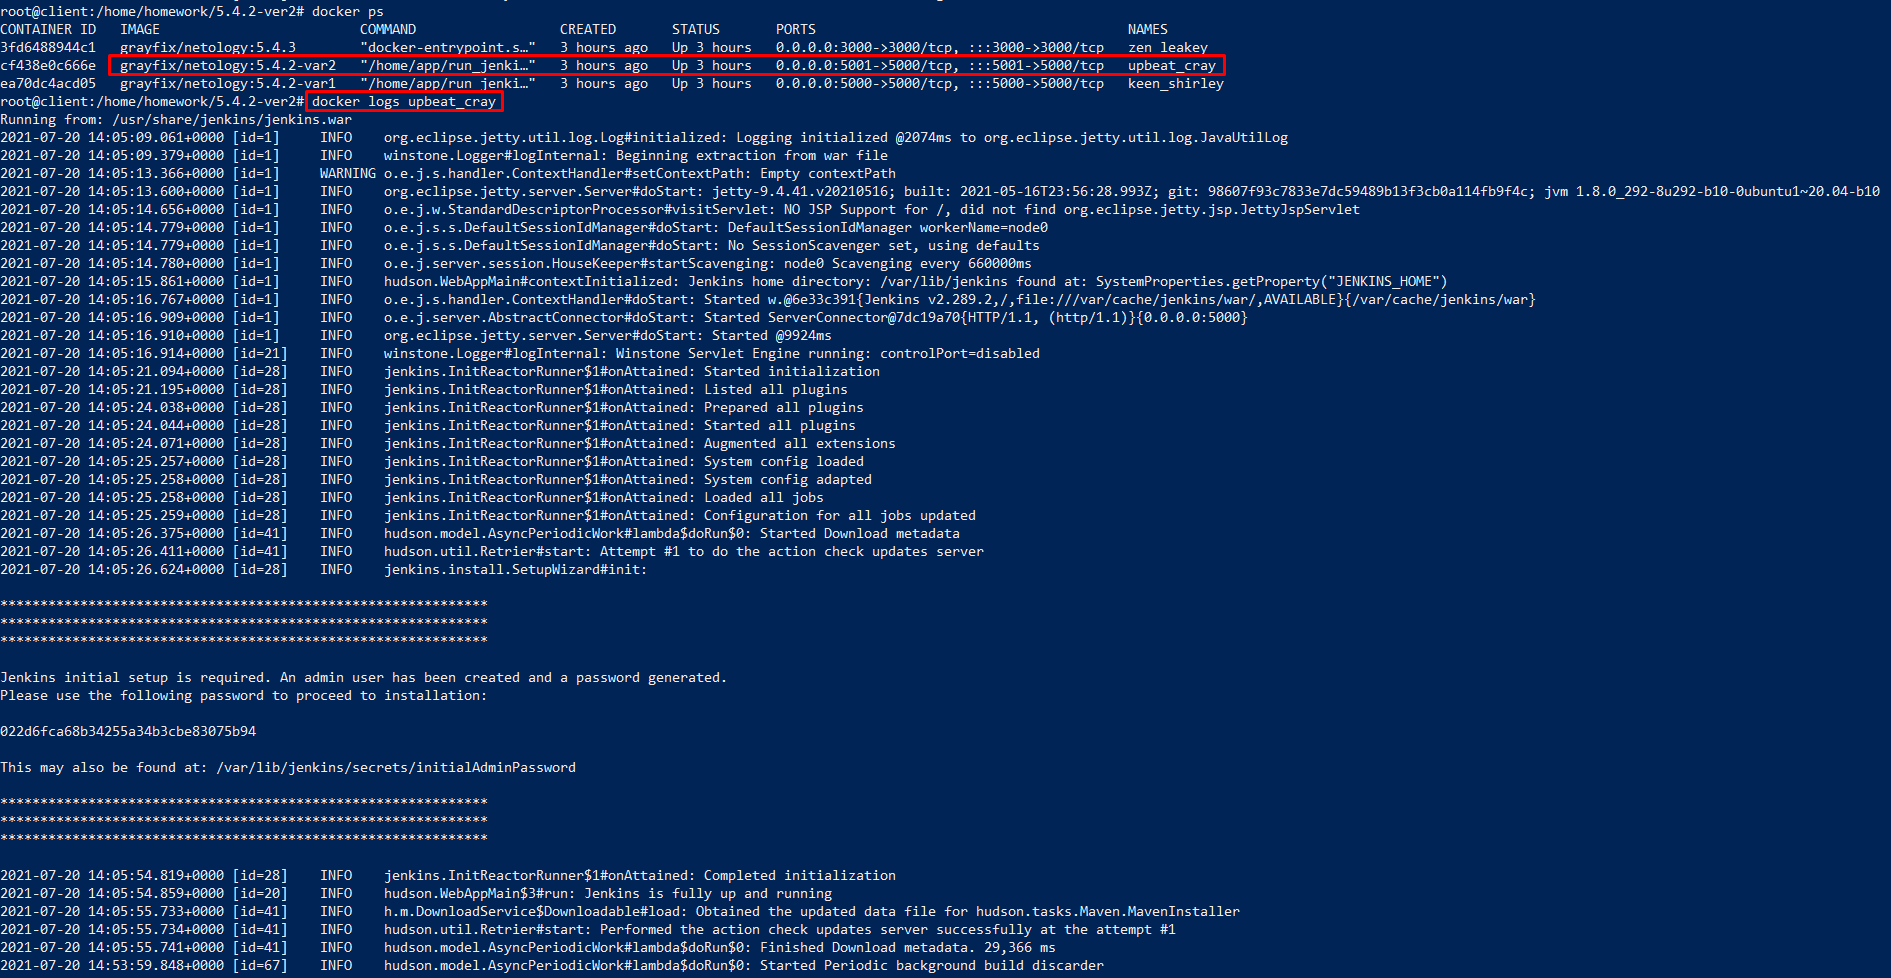 root@client:/home/homework/5.4.2-ver2# docker ps
CONTAINER ID   IMAGE                         COMMAND                  CREATED       STATUS       PORTS                                       NAMES
3fd6488944c1   grayfix/netology:5.4.3        "docker-entrypoint.s…"   3 hours ago   Up 3 hours   0.0.0.0:3000->3000/tcp, :::3000->3000/tcp   zen_leakey
cf438e0c666e   grayfix/netology:5.4.2-var2   "/home/app/run_jenki…"   3 hours ago   Up 3 hours   0.0.0.0:5001->5000/tcp, :::5001->5000/tcp   upbeat_cray
ea70dc4acd05   grayfix/netology:5.4.2-var1   "/home/app/run_jenki…"   3 hours ago   Up 3 hours   0.0.0.0:5000->5000/tcp, :::5000->5000/tcp   keen_shirley
root@client:/home/homework/5.4.2-ver2# docker logs upbeat_cray
Running from: /usr/share/jenkins/jenkins.war
2021-07-20 14:05:09.061+0000 [id=1]     INFO    org.eclipse.jetty.util.log.Log#initialized: Logging initialized @2074ms to org.eclipse.jetty.util.log.JavaUtilLog
2021-07-20 14:05:09.379+0000 [id=1]     INFO    winstone.Logger#logInternal: Beginning extraction from war file
2021-07-20 14:05:13.366+0000 [id=1]     WARNING o.e.j.s.handler.ContextHandler#setContextPath: Empty contextPath
2021-07-20 14:05:13.600+0000 [id=1]     INFO    org.eclipse.jetty.server.Server#doStart: jetty-9.4.41.v20210516; built: 2021-05-16T23:56:28.993Z; git: 98607f93c7833e7dc59489b13f3cb0a114fb9f4c; jvm 1.8.0_292-8u292-b10-0ubuntu1~20.04-b10
2021-07-20 14:05:14.656+0000 [id=1]     INFO    o.e.j.w.StandardDescriptorProcessor#visitServlet: NO JSP Support for /, did not find org.eclipse.jetty.jsp.JettyJspServlet
2021-07-20 14:05:14.779+0000 [id=1]     INFO    o.e.j.s.s.DefaultSessionIdManager#doStart: DefaultSessionIdManager workerName=node0
2021-07-20 14:05:14.779+0000 [id=1]     INFO    o.e.j.s.s.DefaultSessionIdManager#doStart: No SessionScavenger set, using defaults
2021-07-20 14:05:14.780+0000 [id=1]     INFO    o.e.j.server.session.HouseKeeper#startScavenging: node0 Scavenging every 660000ms
2021-07-20 14:05:15.861+0000 [id=1]     INFO    hudson.WebAppMain#contextInitialized: Jenkins home directory: /var/lib/jenkins found at: SystemProperties.getProperty("JENKINS_HOME")
2021-07-20 14:05:16.767+0000 [id=1]     INFO    o.e.j.s.handler.ContextHandler#doStart: Started w.@6e33c391{Jenkins v2.289.2,/,file:///var/cache/jenkins/war/,AVAILABLE}{/var/cache/jenkins/war}
2021-07-20 14:05:16.909+0000 [id=1]     INFO    o.e.j.server.AbstractConnector#doStart: Started ServerConnector@7dc19a70{HTTP/1.1, (http/1.1)}{0.0.0.0:5000}
2021-07-20 14:05:16.910+0000 [id=1]     INFO    org.eclipse.jetty.server.Server#doStart: Started @9924ms
2021-07-20 14:05:16.914+0000 [id=21]    INFO    winstone.Logger#logInternal: Winstone Servlet Engine running: controlPort=disabled
2021-07-20 14:05:21.094+0000 [id=28]    INFO    jenkins.InitReactorRunner$1#onAttained: Started initialization
2021-07-20 14:05:21.195+0000 [id=28]    INFO    jenkins.InitReactorRunner$1#onAttained: Listed all plugins
2021-07-20 14:05:24.038+0000 [id=28]    INFO    jenkins.InitReactorRunner$1#onAttained: Prepared all plugins
2021-07-20 14:05:24.044+0000 [id=28]    INFO    jenkins.InitReactorRunner$1#onAttained: Started all plugins
2021-07-20 14:05:24.071+0000 [id=28]    INFO    jenkins.InitReactorRunner$1#onAttained: Augmented all extensions
2021-07-20 14:05:25.257+0000 [id=28]    INFO    jenkins.InitReactorRunner$1#onAttained: System config loaded
2021-07-20 14:05:25.258+0000 [id=28]    INFO    jenkins.InitReactorRunner$1#onAttained: System config adapted
2021-07-20 14:05:25.258+0000 [id=28]    INFO    jenkins.InitReactorRunner$1#onAttained: Loaded all jobs
2021-07-20 14:05:25.259+0000 [id=28]    INFO    jenkins.InitReactorRunner$1#onAttained: Configuration for all jobs updated
2021-07-20 14:05:26.375+0000 [id=41]    INFO    hudson.model.AsyncPeriodicWork#lambda$doRun$0: Started Download metadata
2021-07-20 14:05:26.411+0000 [id=41]    INFO    hudson.util.Retrier#start: Attempt #1 to do the action check updates server
2021-07-20 14:05:26.624+0000 [id=28]    INFO    jenkins.install.SetupWizard#init:
*************************************************************
*************************************************************
*************************************************************
Jenkins initial setup is required. An admin user has been created and a password generated.
Please use the following password to proceed to installation:
022d6fca68b34255a34b3cbe83075b94
This may also be found at: /var/lib/jenkins/secrets/initialAdminPassword
*************************************************************
*************************************************************
*************************************************************
2021-07-20 14:05:54.819+0000 [id=28]    INFO    jenkins.InitReactorRunner$1#onAttained: Completed initialization
2021-07-20 14:05:54.859+0000 [id=20]    INFO    hudson.WebAppMain$3#run: Jenkins is fully up and running
2021-07-20 14:05:55.733+0000 [id=41]    INFO    h.m.DownloadService$Downloadable#load: Obtained the updated data file for hudson.tasks.Maven.MavenInstaller
2021-07-20 14:05:55.734+0000 [id=41]    INFO    hudson.util.Retrier#start: Performed the action check updates server successfully at the attempt #1
2021-07-20 14:05:55.741+0000 [id=41]    INFO    hudson.model.AsyncPeriodicWork#lambda$doRun$0: Finished Download metadata. 29,366 ms
2021-07-20 14:53:59.848+0000 [id=67]    INFO    hudson.model.AsyncPeriodicWork#lambda$doRun$0: Started Periodic background build discarder